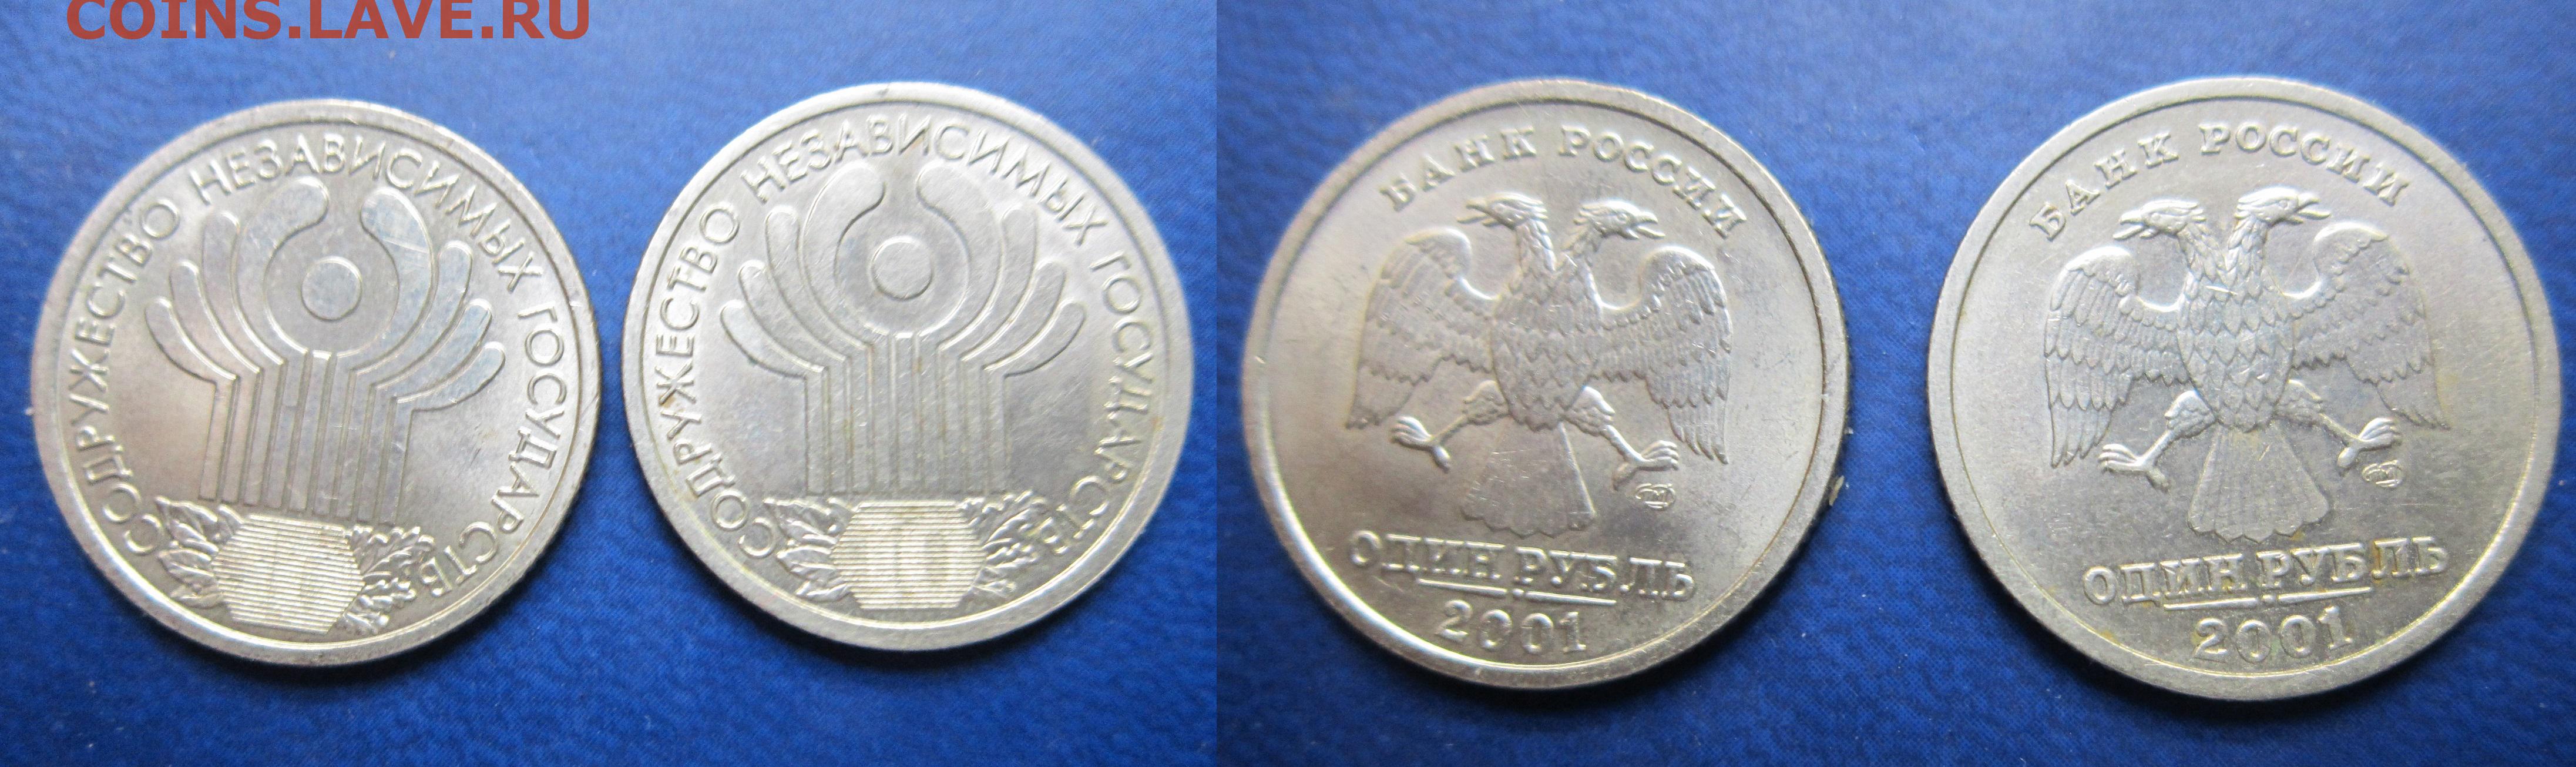 COINS.LAVE.RU
СОДРУЖЕСТВО НЕЗАВИСИМЫХ ГОСУДАРСТВ
10
СОДРУЖЕСТВО НЕЗАВИСИМЫХ ГОСУДАРСТВ
10
БАНК РОССИИ
ОДИН РУБЛЬ
2001
БАНК РОССИИ
ОДИН РУБЛЬ
2001